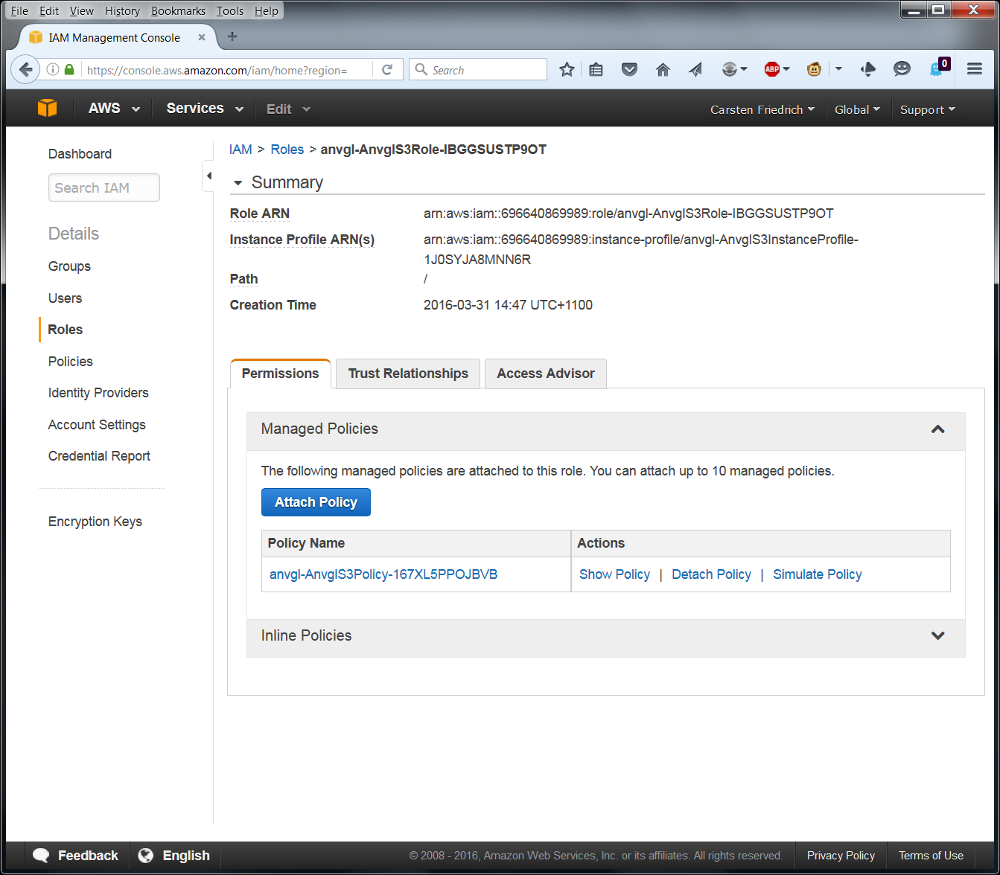 File Edit View History Bookmarks Tools Help
IAM Management Console
https://console.aws.amazon.com/iam/home?region=
Search
ABP
0
AWS Services Edit Carsten Friedrich Global Support
Dashboard
Search IAM
Details
Groups
Users
Roles
Policies
Identity Providers
Account Settings
Credential Report
Encryption Keys
IAM > Roles > anvgl-AnvglS3Role-IBGGSUSTP9OT
Summary
Role ARN arn:aws:iam::696640869989:role/anvgl-AnvglS3Role-IBGGSUSTP9OT
Instance Profile ARN(s) arn:aws:iam::696640869989:instance-profile/anvgl-AnvglS3InstanceProfile-
1J0SYJA8MNN6R
Path /
Creation Time 2016-03-31 14:47 UTC+1100
Permissions Trust Relationships Access Advisor
Managed Policies
The following managed policies are attached to this role. You can attach up to 10 managed policies.
Attach Policy
Policy Name Actions
anvgl-AnvglS3Policy-167XL5PPOJBVB Show Policy | Detach Policy | Simulate Policy
Inline Policies
Feedback English © 2008 - 2016, Amazon Web Services, Inc. or its affiliates. All rights reserved. Privacy Policy Terms of Use